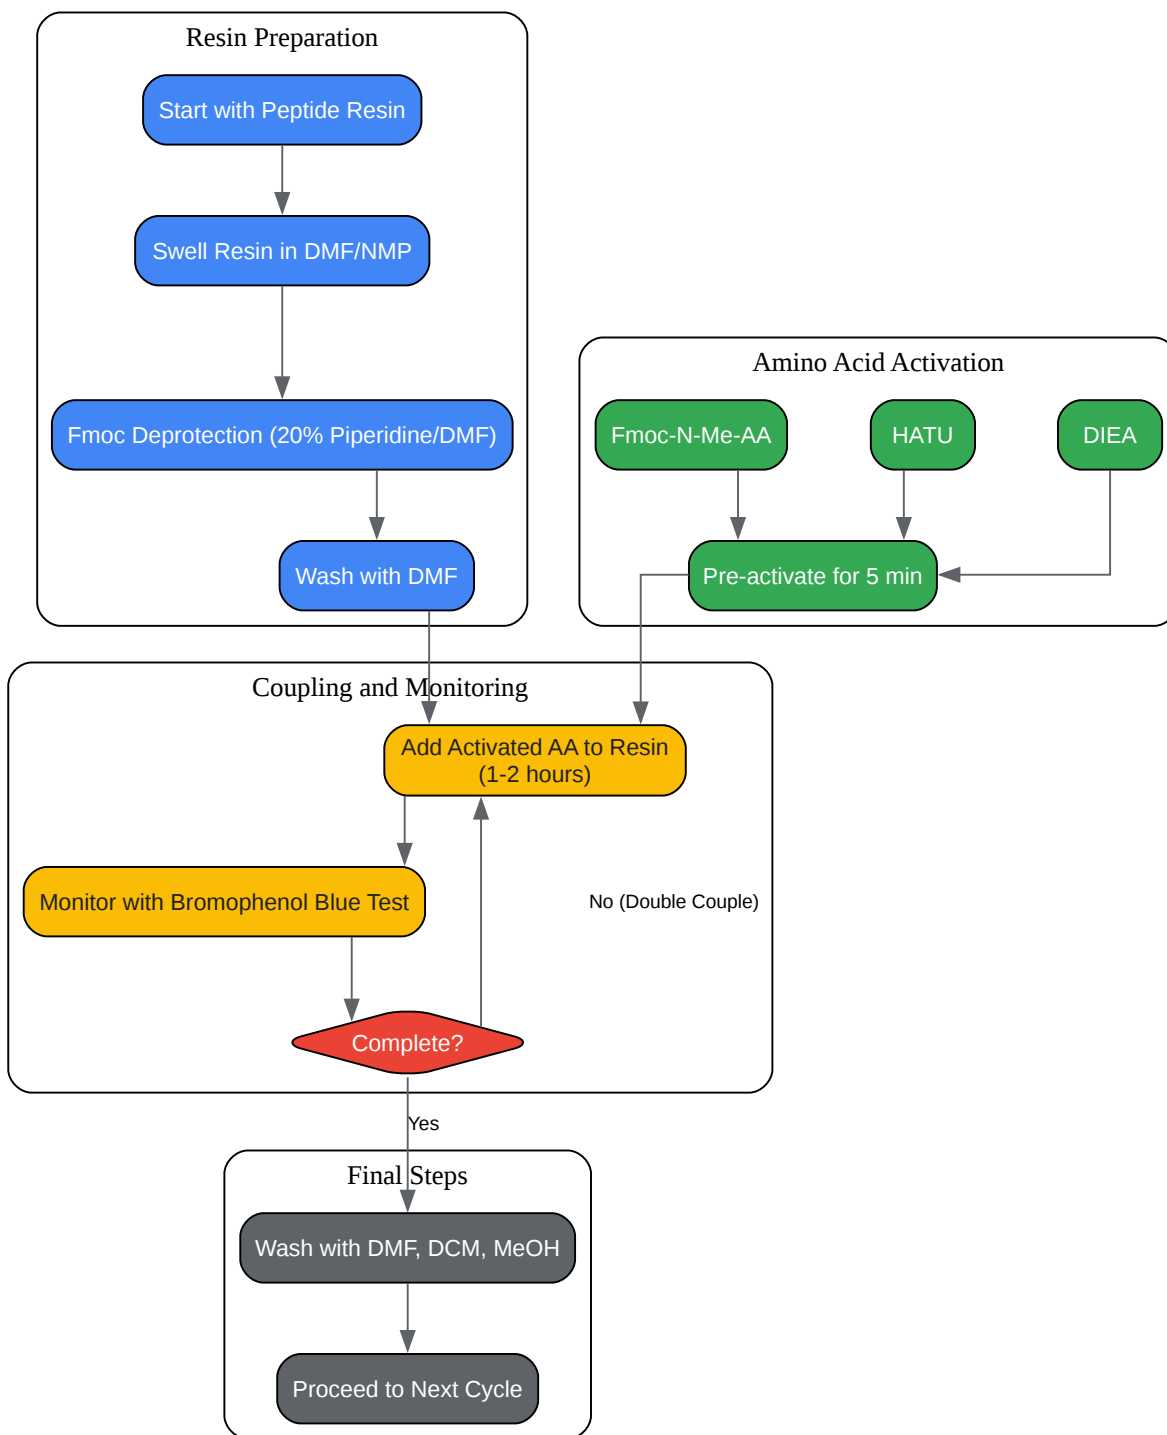 Resin Preparation
Start with Peptide Resin
Swell Resin in DMF/NMP
Fmoc Deprotection (20% Piperidine/DMF)
Wash with DMF
Amino Acid Activation
Fmoc-N-Me-AA
HATU
DIEA
Pre-activate for 5 min
Coupling and Monitoring
Add Activated AA to Resin
(1-2 hours)
Monitor with Bromophenol Blue Test
No (Double Couple)
Complete?
Yes
Final Steps
Wash with DMF, DCM, MeOH
Proceed to Next Cycle